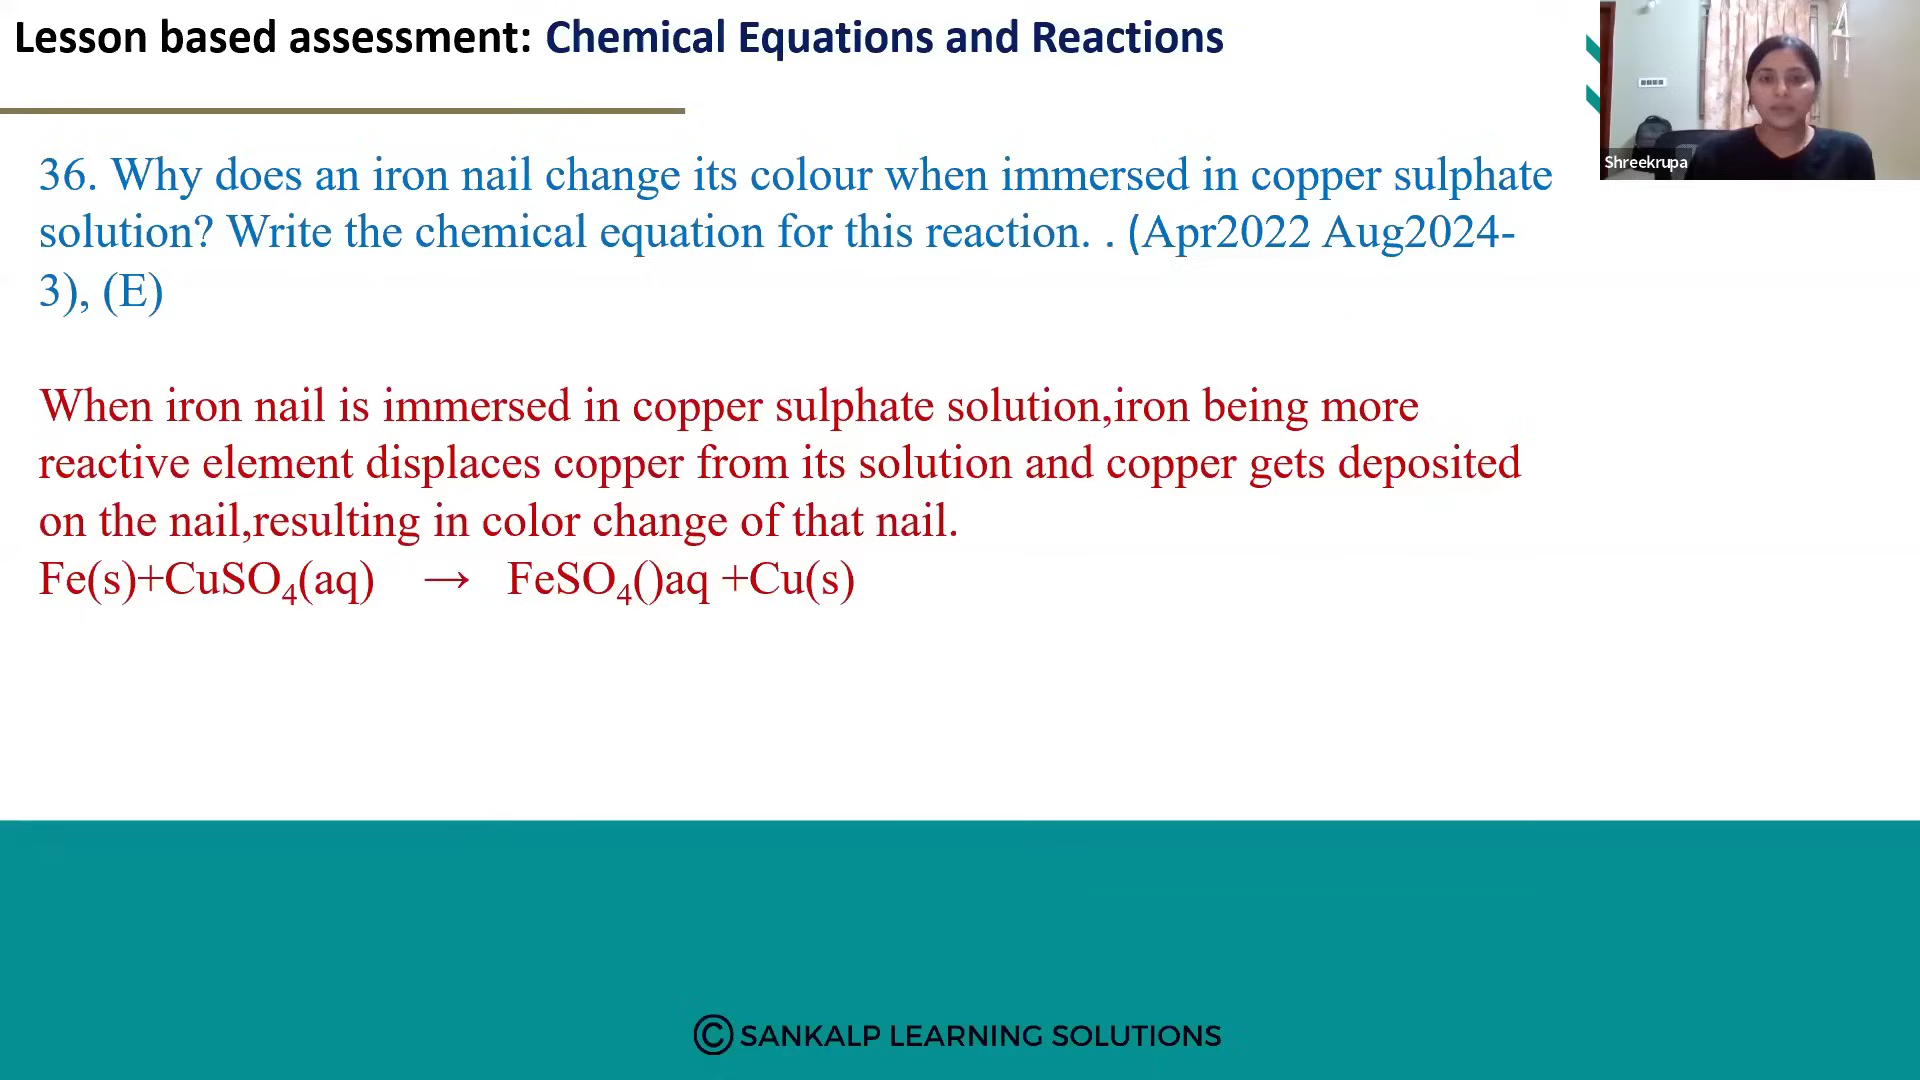 Lesson based assessment: Chemical Equations and Reactions
Shreekrupa
36. Why does an iron nail change its colour when immersed in copper sulphate
solution? Write the chemical equation for this reaction. . (Apr2022 Aug2024-
3), (E)
When iron nail is immersed in copper sulphate solution,iron being more
reactive element displaces copper from its solution and copper gets deposited
on the nail,resulting in color change of that nail.
Fe(s)+CuSO₄(aq) → FeSO₄()aq +Cu(s)
© SANKALP LEARNING SOLUTIONS